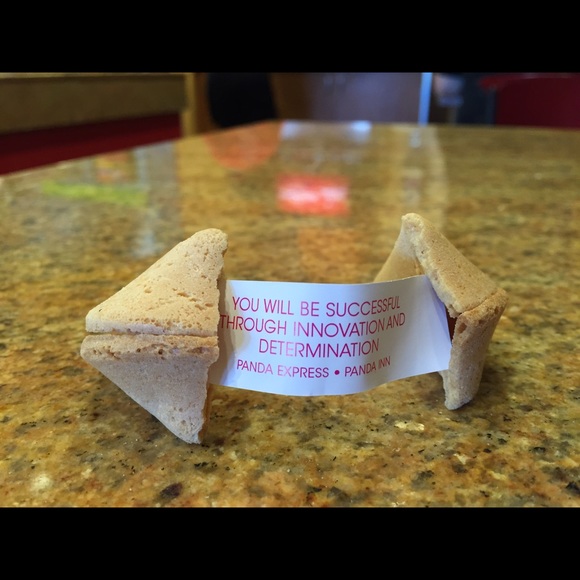 YOU WILL BE SUCCESSFUL
THROUGH INNOVATION AND
DETERMINATION
PANDA EXPRESS • PANDA INN